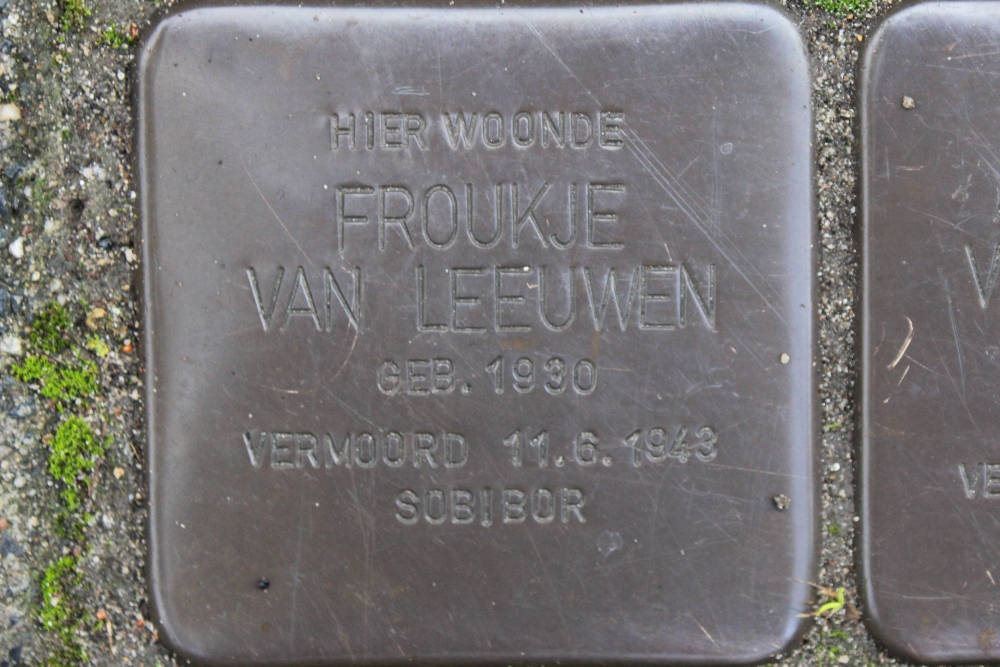 HIER WOONDE
FROUKJE
VAN LEEUWEN
GEB. 1930
VERMOORD 11.6.1943
SOBIBOR